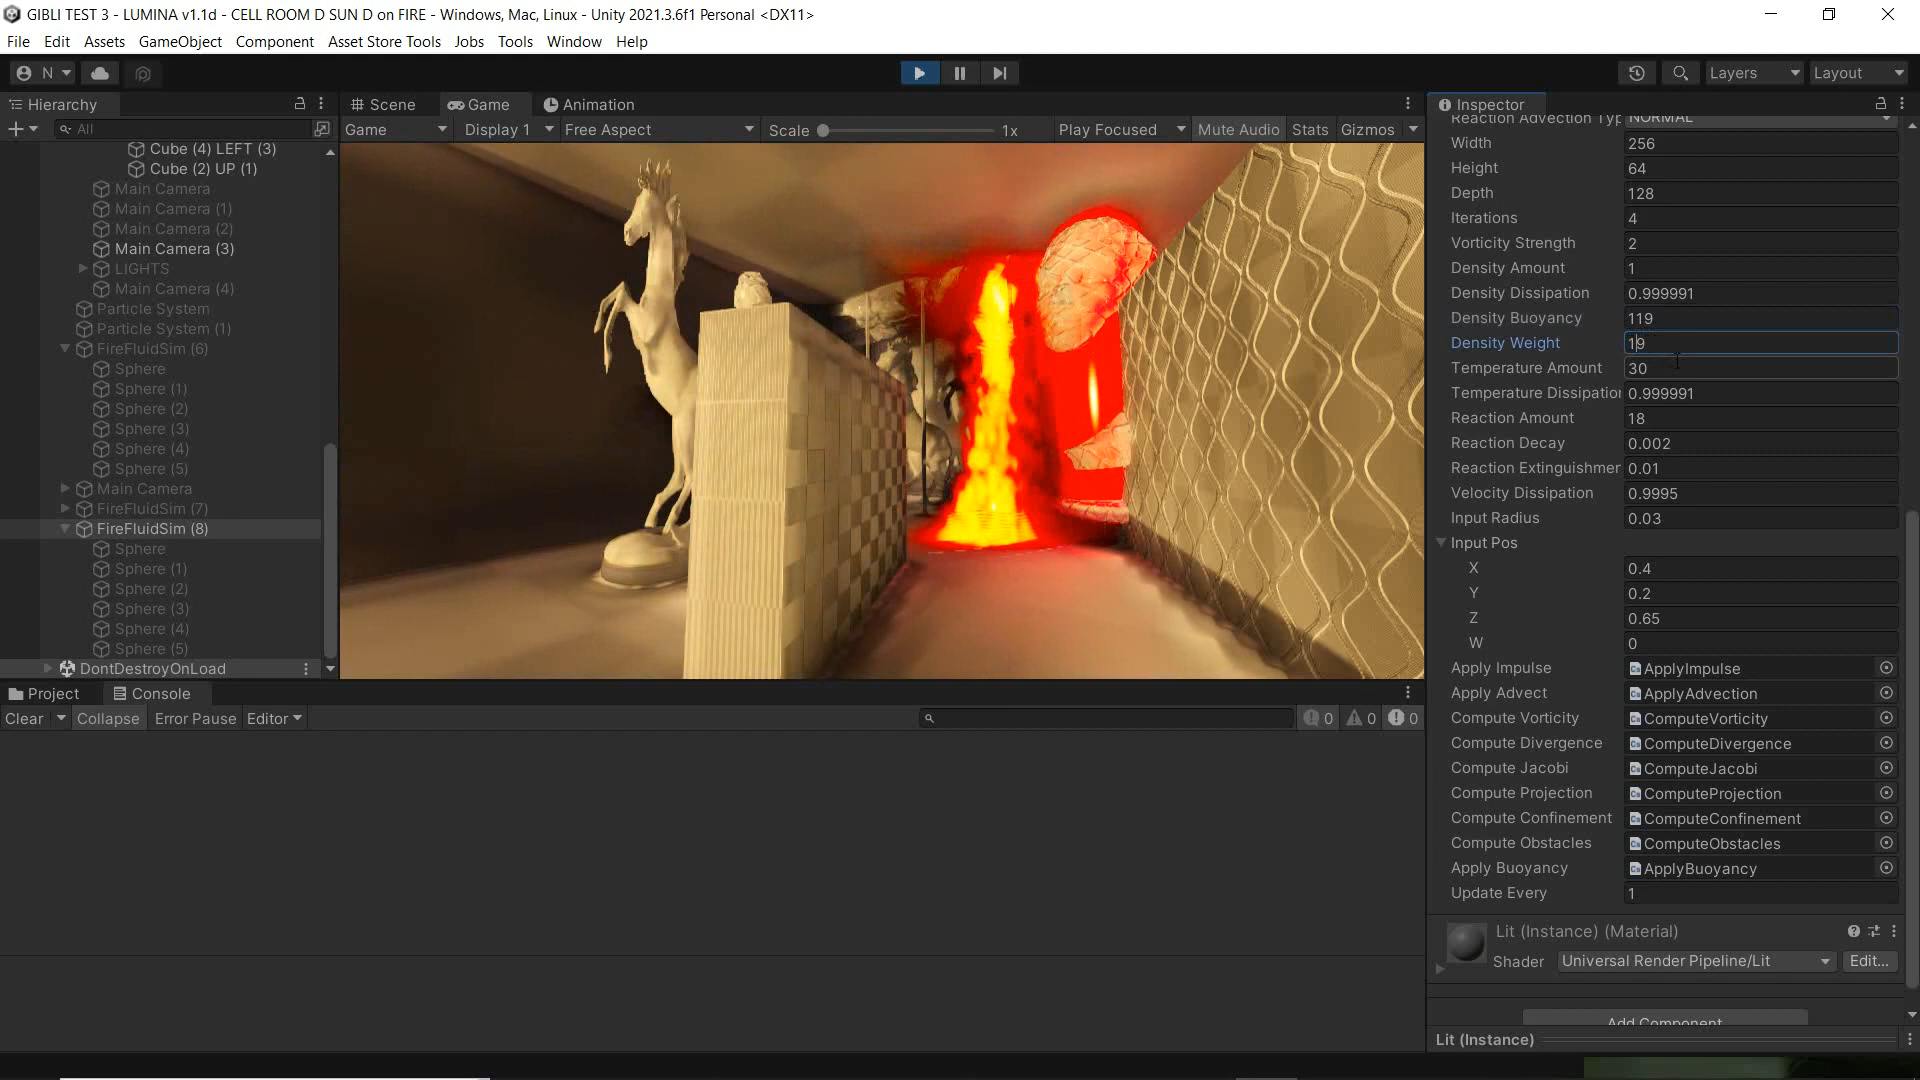 GIBLI TEST 3 - LUMINA v1.1d - CELL ROOM D SUN D on FIRE - Windows, Mac, Linux - Unity 2021.3.6f1 Personal <DX11>
File Edit Assets GameObject Component Asset Store Tools Jobs Tools Window Help
N Layers Layout
Hierarchy
All
Cube (4) LEFT (3)
Cube (2) UP (1)
Main Camera
Main Camera (1)
Main Camera (2)
Main Camera (3)
LIGHTS
Main Camera (4)
Particle System
Particle System (1)
FireFluidSim (6)
Sphere
Sphere (1)
Sphere (2)
Sphere (3)
Sphere (4)
Sphere (5)
Main Camera
FireFluidSim (7)
FireFluidSim (8)
Sphere
Sphere (1)
Sphere (2)
Sphere (3)
Sphere (4)
Sphere (5)
DontDestroyOnLoad
Scene Game Animation
Game Display 1 Free Aspect Scale 1x Play Focused Mute Audio Stats Gizmos
Project Console
Clear Collapse Error Pause Editor 0 0 0
Inspector
Reaction Advection Typ NORMAL
Width 256
Height 64
Depth 128
Iterations 4
Vorticity Strength 2
Density Amount 1
Density Dissipation 0.999991
Density Buoyancy 119
Density Weight 19
Temperature Amount 30
Temperature Dissipation 0.999991
Reaction Amount 18
Reaction Decay 0.002
Reaction Extinguishmer 0.01
Velocity Dissipation 0.9995
Input Radius 0.03
Input Pos
X 0.4
Y 0.2
Z 0.65
W 0
Apply Impulse ApplyImpulse
Apply Advect ApplyAdvection
Compute Vorticity ComputeVorticity
Compute Divergence ComputeDivergence
Compute Jacobi ComputeJacobi
Compute Projection ComputeProjection
Compute Confinement ComputeConfinement
Compute Obstacles ComputeObstacles
Apply Buoyancy ApplyBuoyancy
Update Every 1
Lit (Instance) (Material)
Shader Universal Render Pipeline/Lit Edit...
Add Component
Lit (Instance)